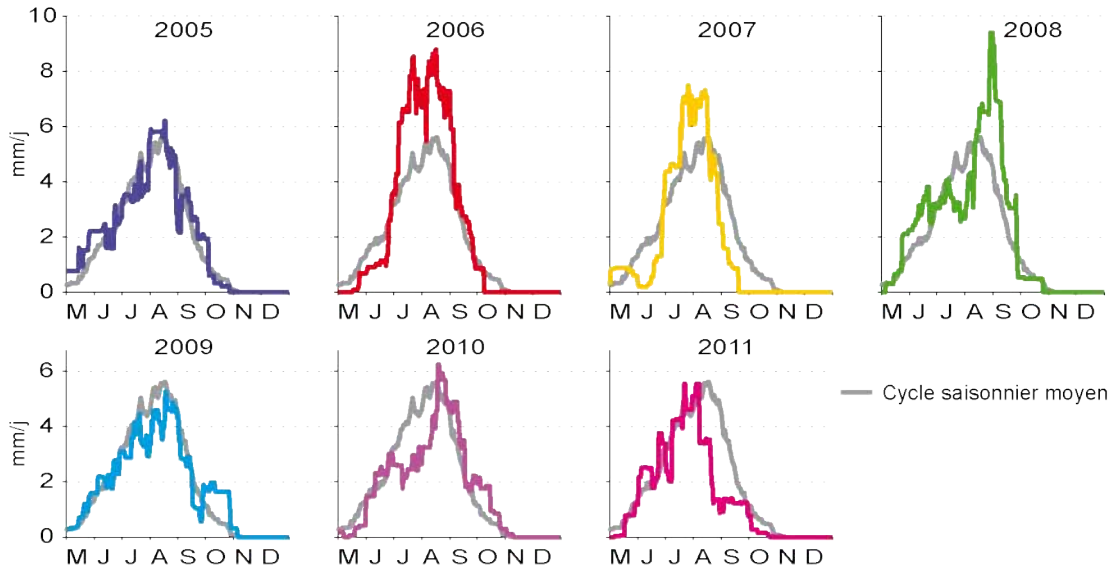 10
2005
2006
2007
2008
8
6
mm/j
4
2
0
M J J A S O N D
M J J A S O N D
M J J A S O N D
M J J A S O N D
2009
2010
2011
6
Cycle saisonnier moyen
mm/j
4
2
0
M J J A S O N D
M J J A S O N D
M J J A S O N D